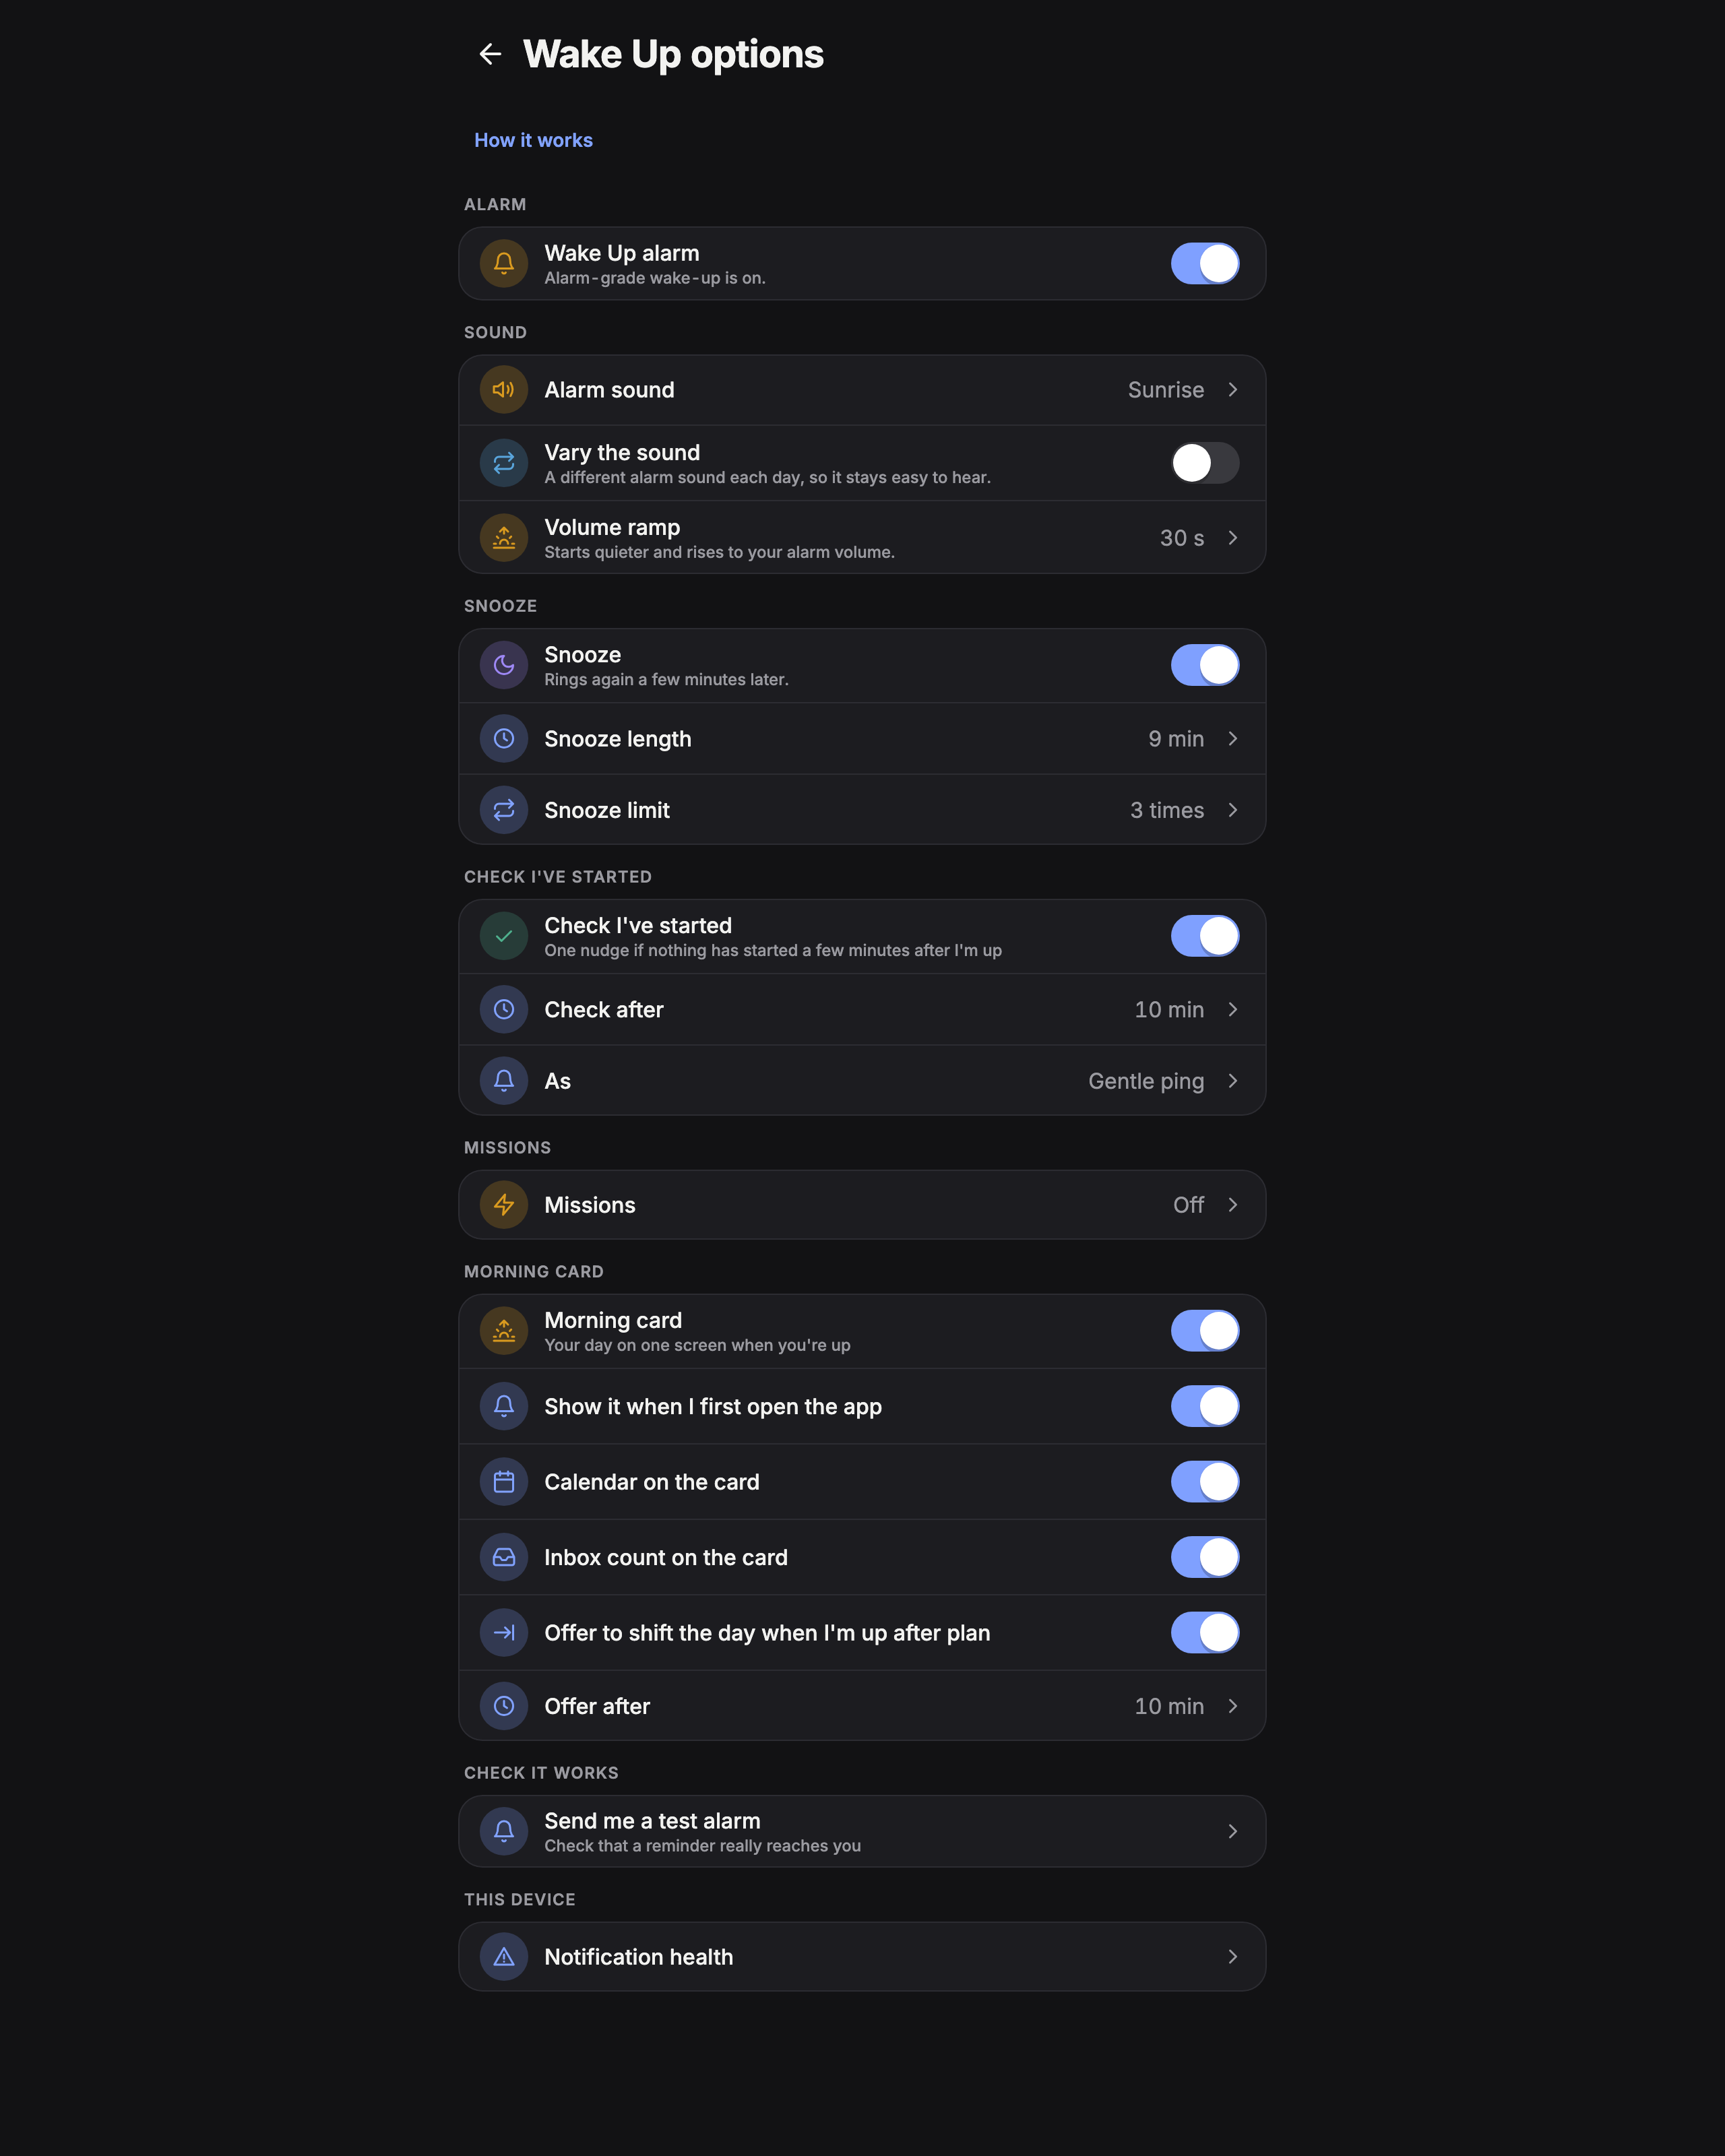 Wake Up options
How it works
ALARM
Wake Up alarm
Alarm-grade wake-up is on.
SOUND
Alarm sound
Sunrise
Vary the sound
A different alarm sound each day, so it stays easy to hear.
Volume ramp
Starts quieter and rises to your alarm volume.
30 s
SNOOZE
Snooze
Rings again a few minutes later.
Snooze length
9 min
Snooze limit
3 times
CHECK I'VE STARTED
Check I've started
One nudge if nothing has started a few minutes after I'm up
Check after
10 min
As
Gentle ping
MISSIONS
Missions
Off
MORNING CARD
Morning card
Your day on one screen when you're up
Show it when I first open the app
Calendar on the card
Inbox count on the card
Offer to shift the day when I'm up after plan
Offer after
10 min
CHECK IT WORKS
Send me a test alarm
Check that a reminder really reaches you
THIS DEVICE
Notification health